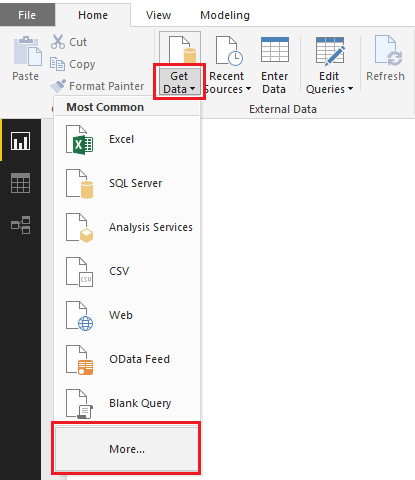 File Home View Modeling
Cut
Copy
Format Painter
Paste
Get Data
Recent Sources
Enter Data
Edit Queries
Refresh
External Data
Most Common
Excel
SQL Server
Analysis Services
CSV
CSV
Web
OData Feed
Blank Query
More...